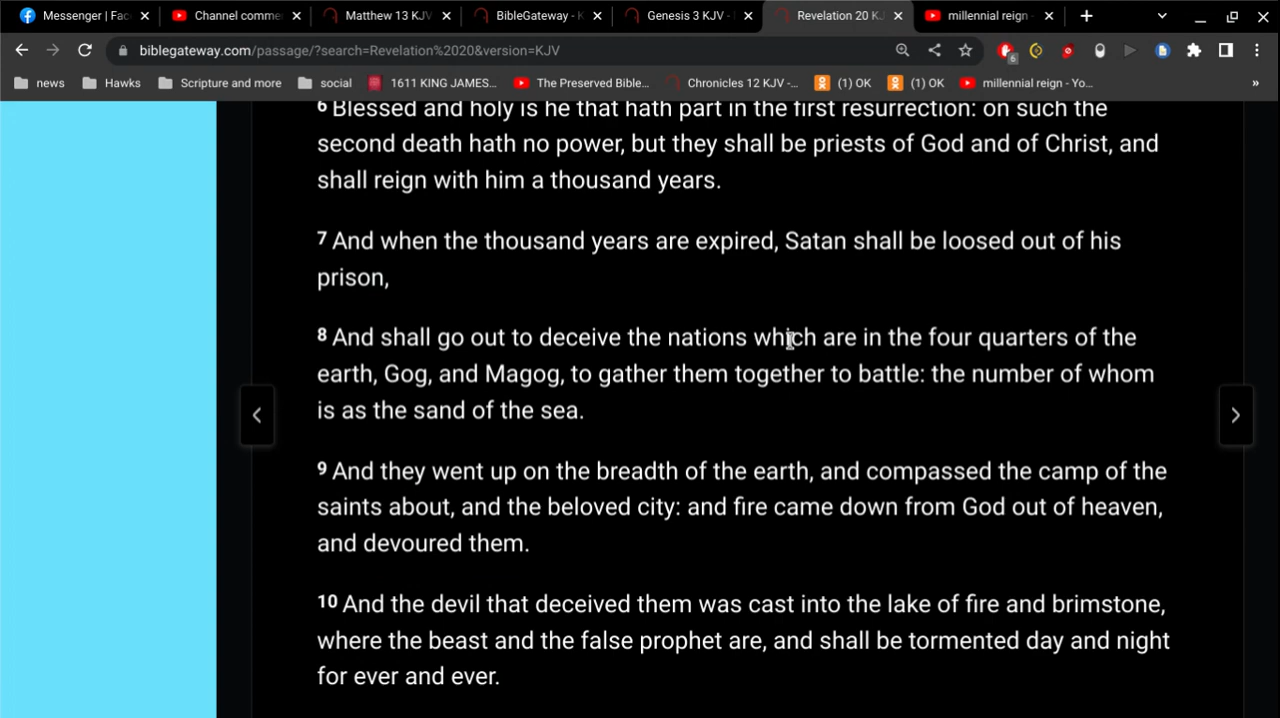 Messenger | Fac
Channel comme
Matthew 13 KJV
BibleGateway - K
Genesis 3 KJV -
Revelation 20 KJ
millennial reign -
biblegateway.com/passage/?search=Revelation%2020&version=KJV
6
news
Hawks
Scripture and more
social
1611 KING JAMES...
The Preserved Bible...
Chronicles 12 KJV -...
(1) OK
(1) OK
millennial reign - Yo...
»
6 Blessed and holy is he that hath part in the first resurrection: on such the
second death hath no power, but they shall be priests of God and of Christ, and
shall reign with him a thousand years.
7 And when the thousand years are expired, Satan shall be loosed out of his
prison,
8 And shall go out to deceive the nations which are in the four quarters of the
earth, Gog, and Magog, to gather them together to battle: the number of whom
is as the sand of the sea.
9 And they went up on the breadth of the earth, and compassed the camp of the
saints about, and the beloved city: and fire came down from God out of heaven,
and devoured them.
10 And the devil that deceived them was cast into the lake of fire and brimstone,
where the beast and the false prophet are, and shall be tormented day and night
for ever and ever.